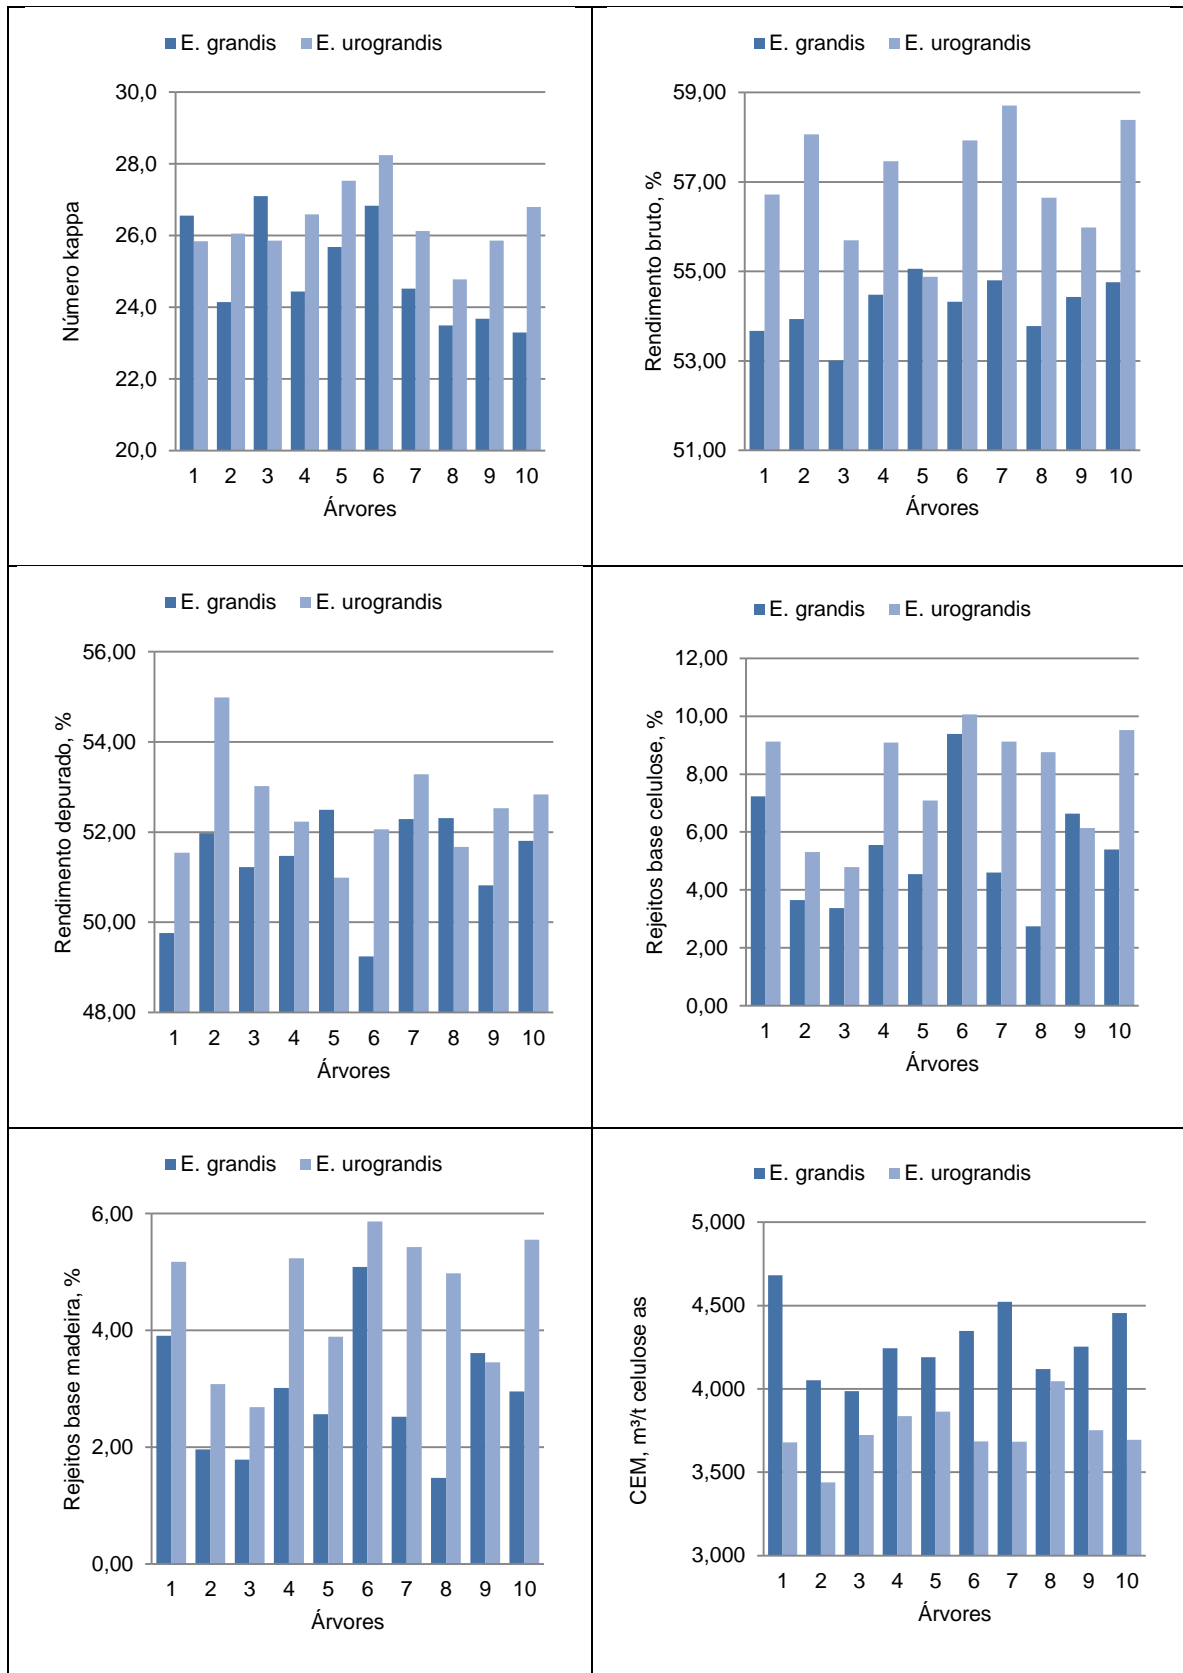 E. grandis E. urograndis
30,0
28,0
26,0
24,0
22,0
20,0
Número kappa
1 2 3 4 5 6 7 8 9 10
Árvores
E. grandis E. urograndis
59,00
57,00
55,00
53,00
51,00
Rendimento bruto, %
1 2 3 4 5 6 7 8 9 10
Árvores
E. grandis E. urograndis
56,00
54,00
52,00
50,00
48,00
Rendimento depurado, %
1 2 3 4 5 6 7 8 9 10
Árvores
E. grandis E. urograndis
12,00
10,00
8,00
6,00
4,00
2,00
0,00
Rejeitos base celulose, %
1 2 3 4 5 6 7 8 9 10
Árvores
E. grandis E. urograndis
6,00
4,00
2,00
0,00
Rejeitos base madeira, %
1 2 3 4 5 6 7 8 9 10
Árvores
E. grandis E. urograndis
5,000
4,500
4,000
3,500
3,000
CEM, m³/t celulose as
1 2 3 4 5 6 7 8 9 10
Árvores